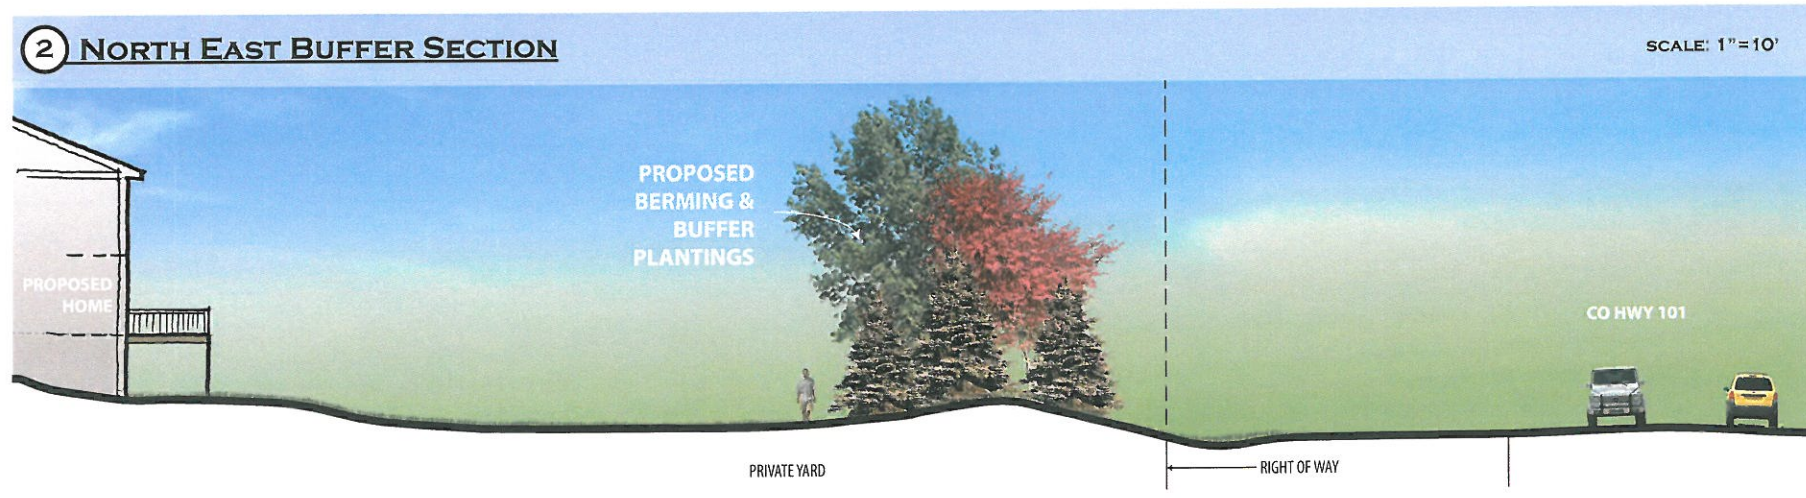 2 NORTH EAST BUFFER SECTION
SCALE: 1"=10'
PROPOSED
BERMING &
BUFFER
PLANTINGS
PROPOSED
HOME
CO HWY 101
PRIVATE YARD
RIGHT OF WAY